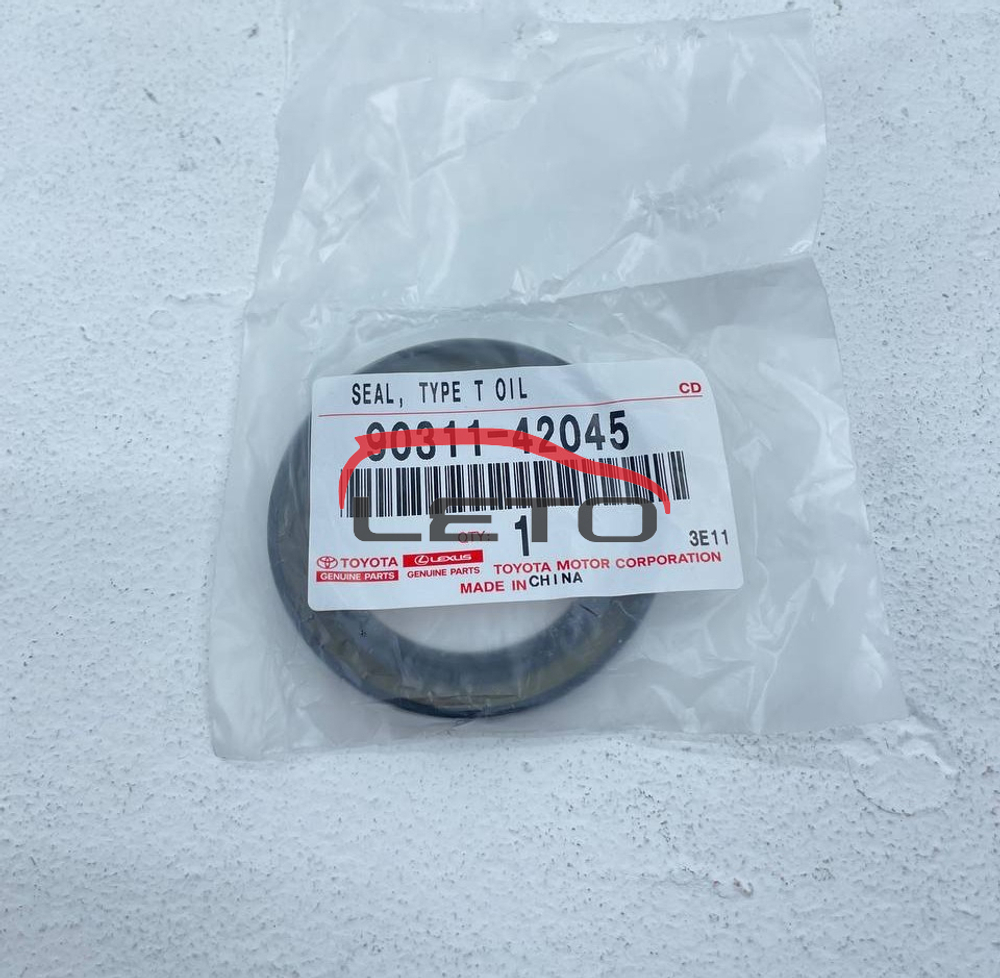 SEAL, TYPE T OIL
CD
90311-42045
LETO
QTY: 1
3E11
TOYOTA
GENUINE PARTS
LEXUS
GENUINE PARTS
TOYOTA MOTOR CORPORATION
MADE IN CHINA